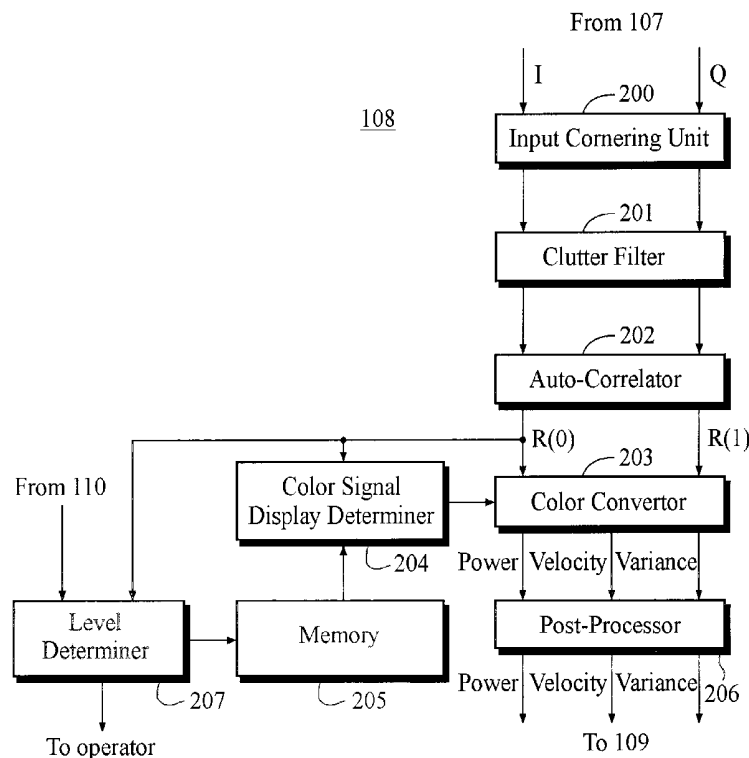 From 107
I
Q
200
108
Input Cornering Unit
201
Clutter Filter
202
Auto-Correlator
R(0)
R(1)
203
From 110
Color Signal
Display Determiner
Color Convertor
204
Power
Velocity
Variance
Level
Determiner
Memory
Post-Processor
207
205
Power
Velocity
Variance
206
To operator
To 109